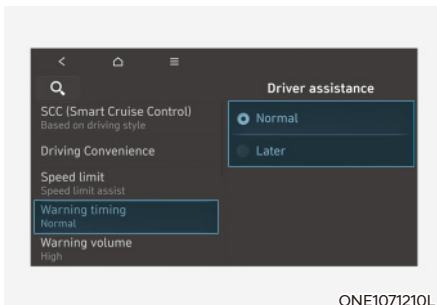 Driver assistance
SCC (Smart Cruise Control)
Based on driving style
Driving Convenience
Speed limit
Speed limit assist
Warning timing
Normal
Warning volume
High
Normal
Later
ONE1071210L